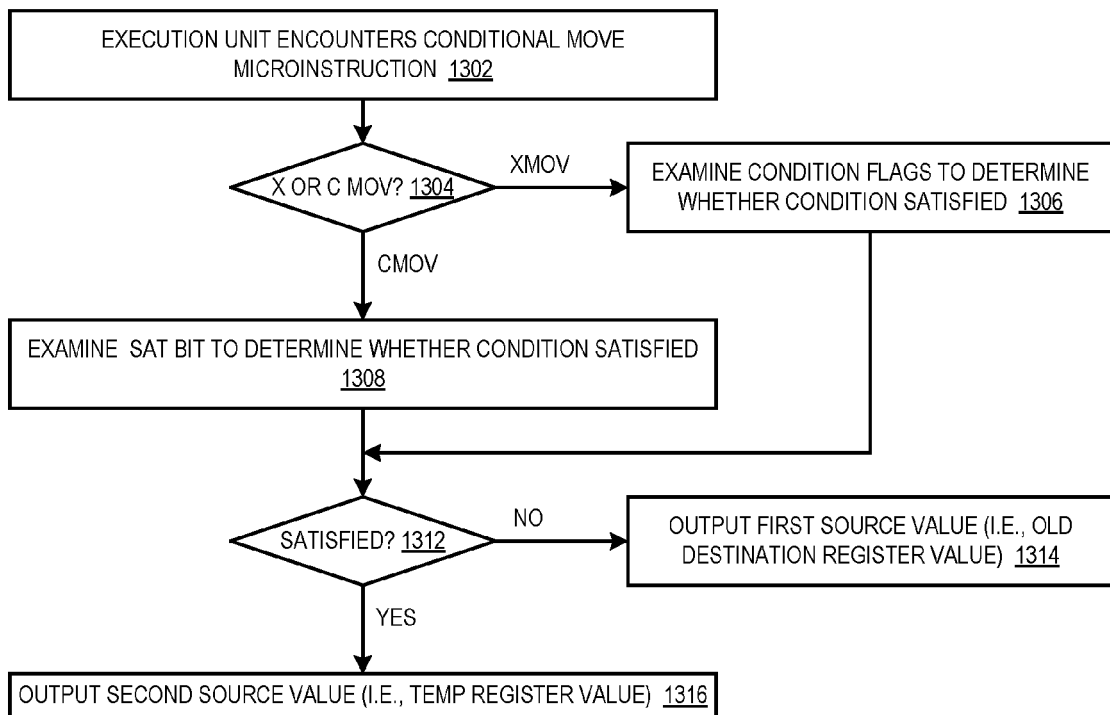 EXECUTION UNIT ENCOUNTERS CONDITIONAL MOVE
MICROINSTRUCTION 1302
X OR C MOV? 1304
XMOV
EXAMINE CONDITION FLAGS TO DETERMINE
WHETHER CONDITION SATISFIED 1306
CMOV
EXAMINE SAT BIT TO DETERMINE WHETHER CONDITION SATISFIED
1308
SATISFIED? 1312
NO
OUTPUT FIRST SOURCE VALUE (I.E., OLD
DESTINATION REGISTER VALUE) 1314
YES
OUTPUT SECOND SOURCE VALUE (I.E., TEMP REGISTER VALUE) 1316